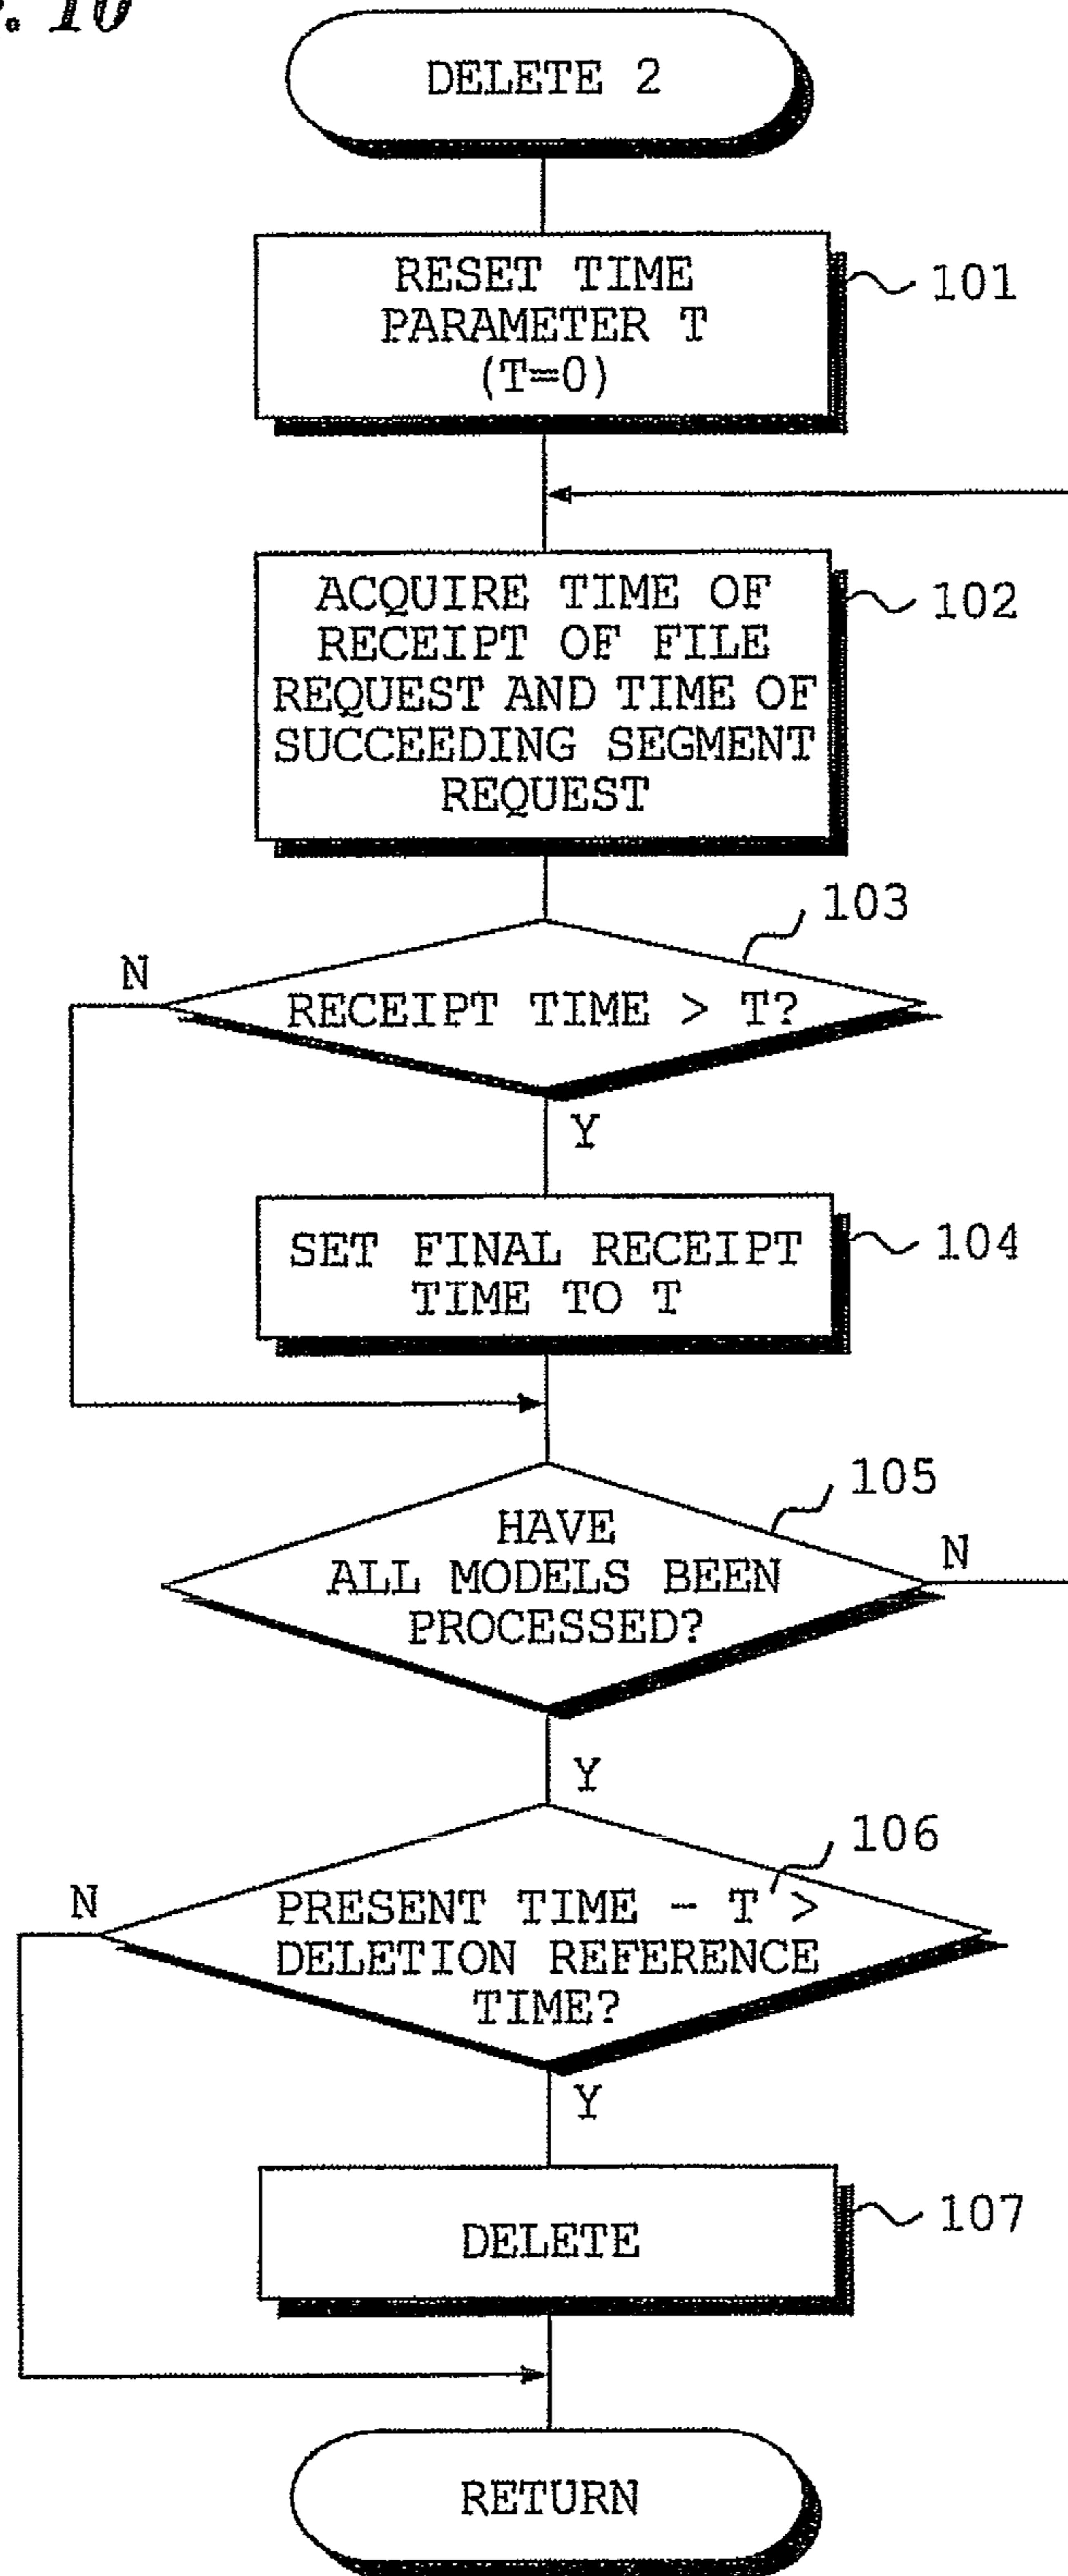 10
DELETE 2
RESET TIME
PARAMETER T
(T=0)
101
ACQUIRE TIME OF
RECEIPT OF FILE
REQUEST AND TIME OF
SUCCEEDING SEGMENT
REQUEST
102
103
N
RECEIPT TIME > T?
Y
SET FINAL RECEIPT
TIME TO T
104
105
HAVE
ALL MODELS BEEN
PROCESSED?
N
Y
106
N
PRESENT TIME - T >
DELETION REFERENCE
TIME?
Y
DELETE
107
RETURN